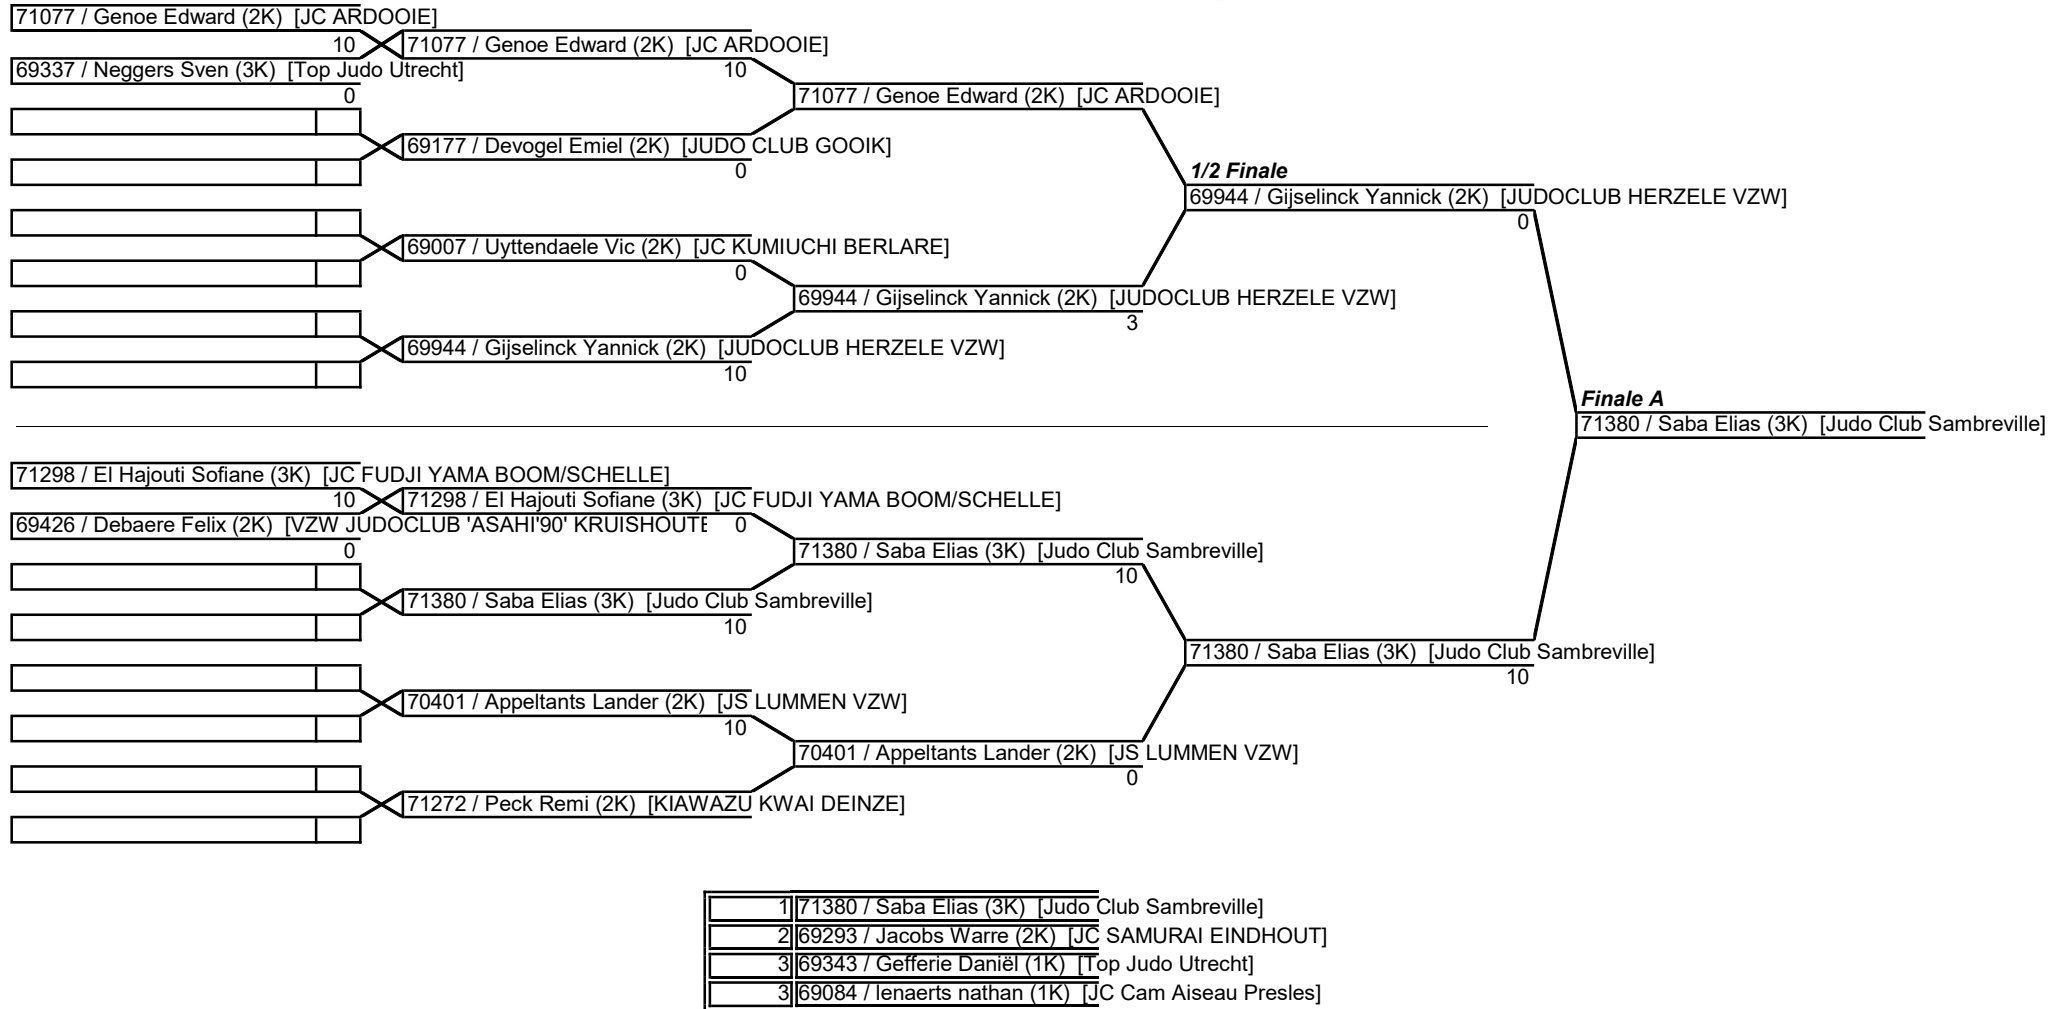 71077 / Genoe Edward (2K) [JC ARDOOIE]
10
71077 / Genoe Edward (2K) [JC ARDOOIE]
69337 / Neggers Sven (3K) [Top Judo Utrecht]
10
0
71077 / Genoe Edward (2K) [JC ARDOOIE]
69177 / Devogel Emiel (2K) [JUDO CLUB GOOIK]
0
1/2 Finale
69944 / Gijselinck Yannick (2K) [JUDOCLUB HERZELE VZW]
0
69007 / Uyttendaele Vic (2K) [JC KUMIUCHI BERLARE]
0
69944 / Gijselinck Yannick (2K) [JUDOCLUB HERZELE VZW]
3
69944 / Gijselinck Yannick (2K) [JUDOCLUB HERZELE VZW]
10
Finale A
71380 / Saba Elias (3K) [Judo Club Sambreville]
71298 / El Hajouti Sofiane (3K) [JC FUDJI YAMA BOOM/SCHELLE]
10
71298 / El Hajouti Sofiane (3K) [JC FUDJI YAMA BOOM/SCHELLE]
69426 / Debaere Felix (2K) [VZW JUDOCLUB 'ASAHI'90' KRUISHOUTE
0
0
71380 / Saba Elias (3K) [Judo Club Sambreville]
10
71380 / Saba Elias (3K) [Judo Club Sambreville]
10
71380 / Saba Elias (3K) [Judo Club Sambreville]
10
70401 / Appeltants Lander (2K) [JS LUMMEN VZW]
10
70401 / Appeltants Lander (2K) [JS LUMMEN VZW]
0
71272 / Peck Remi (2K) [KIAWAZU KWAI DEINZE]
1 71380 / Saba Elias (3K) [Judo Club Sambreville]
2 69293 / Jacobs Warre (2K) [JC SAMURAI EINDHOUT]
3 69343 / Gefferie Daniël (1K) [Top Judo Utrecht]
3 69084 / lenaerts nathan (1K) [JC Cam Aiseau Presles]